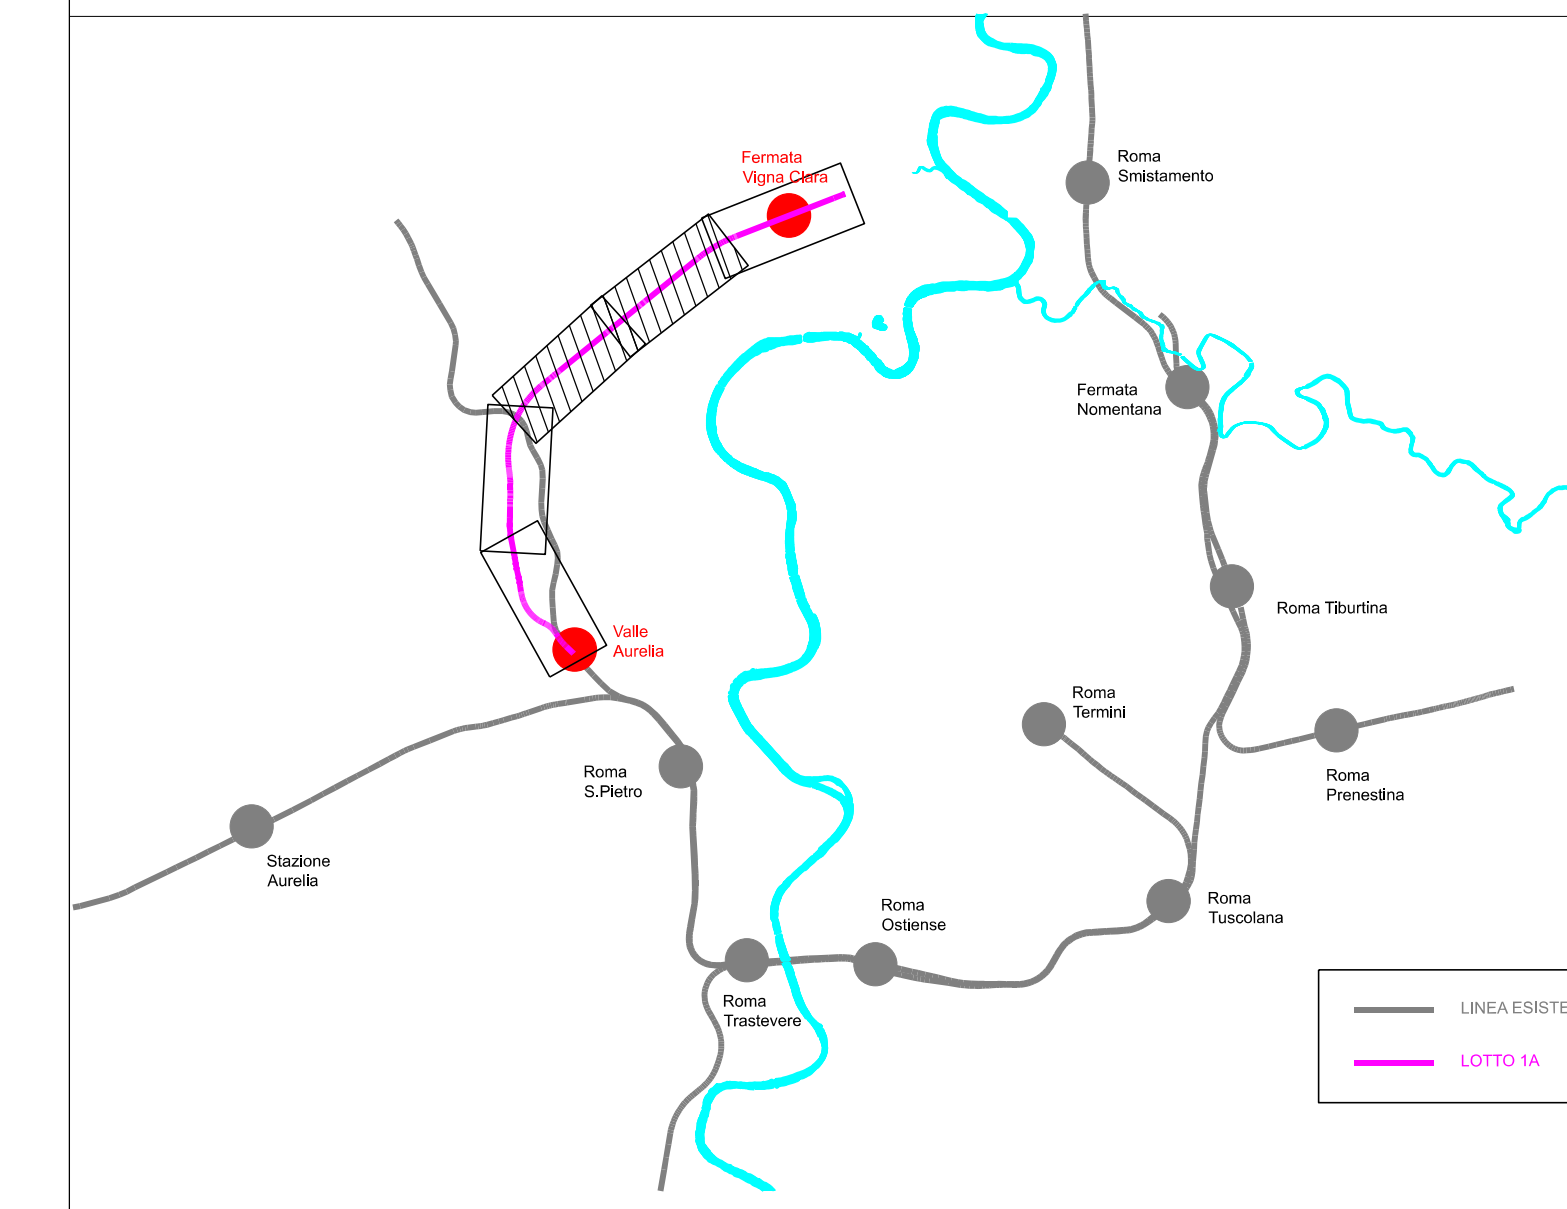 Fermata
Vigna Clara
Roma
Smistamento
Fermata
Nomentana
Roma Tiburtina
Valle
Aurelia
Roma
Termini
Roma
S.Pietro
Roma
Prenestina
Stazione
Aurelia
Roma
Ostiense
Roma
Tuscolana
Roma
Trastevere
LINEA ESISTE
LOTTO 1A